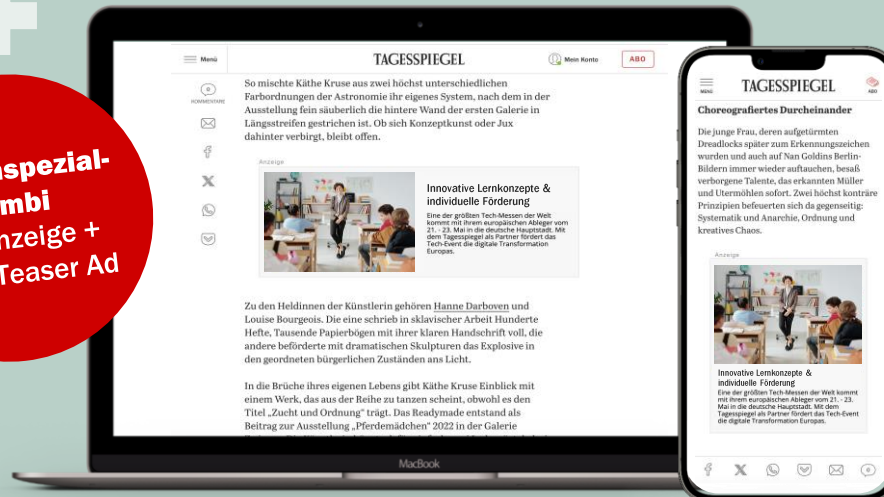 Menü
TAGESSPIEGEL
Mein Konto
ABO
KOMMENTARE
So mischte Käthe Kruse aus zwei höchst unterschiedlichen
Farbordnungen der Astronomie ihr eigenes System, nach dem in der
Ausstellung fein säuberlich die hintere Wand der ersten Galerie in
Längsstreifen gestrichen ist. Ob sich Konzeptkunst oder Jux
dahinter verbirgt, bleibt offen.
Anzeige
Innovative Lernkonzepte &
individuelle Förderung
Eine der größten Tech-Messen der Welt
kommt mit ihrem europäischen Ableger vom
21. - 23. Mai in die deutsche Hauptstadt. Mit
dem Tagesspiegel als Partner fördert das
Tech-Event die digitale Transformation
Europas.
Zu den Heldinnen der Künstlerin gehören Hanne Darboven und
Louise Bourgeois. Die eine schrieb in sklavischer Arbeit Hunderte
Hefte, Tausende Papierbögen mit ihrer klaren Handschrift voll, die
andere beförderte mit dramatischen Skulpturen das Explosive in
den geordneten bürgerlichen Zuständen ans Licht.
In die Brüche ihres eigenen Lebens gibt Käthe Kruse Einblick mit
einem Werk, das aus der Reihe zu tanzen scheint, obwohl es den
Titel „Zucht und Ordnung“ trägt. Das Readymade entstand als
Beitrag zur Ausstellung „Pferdemädchen“ 2022 in der Galerie
MacBook
nspezial-
mbi
nzeige +
Teaser Ad
MENÜ
TAGESSPIEGEL
ABO
Choreografiertes Durcheinander
Die junge Frau, deren aufgetürmten
Dreadlocks später zum Erkennungszeichen
wurden und auch auf Nan Goldins Berlin-
Bildern immer wieder auftauchen, besaß
verborgene Talente, das erkannten Müller
und Utermöhlen sofort. Zwei höchst konträre
Prinzipien befeuerten sich da gegenseitig:
Systematik und Anarchie, Ordnung und
kreatives Chaos.
Anzeige
Innovative Lernkonzepte &
individuelle Förderung
Eine der größten Tech-Messen der Welt kommt
mit ihrem europäischen Ableger vom 21. - 23.
Mai in die deutsche Hauptstadt. Mit dem
Tagesspiegel als Partner fördert das Tech-Event
die digitale Transformation Europas.